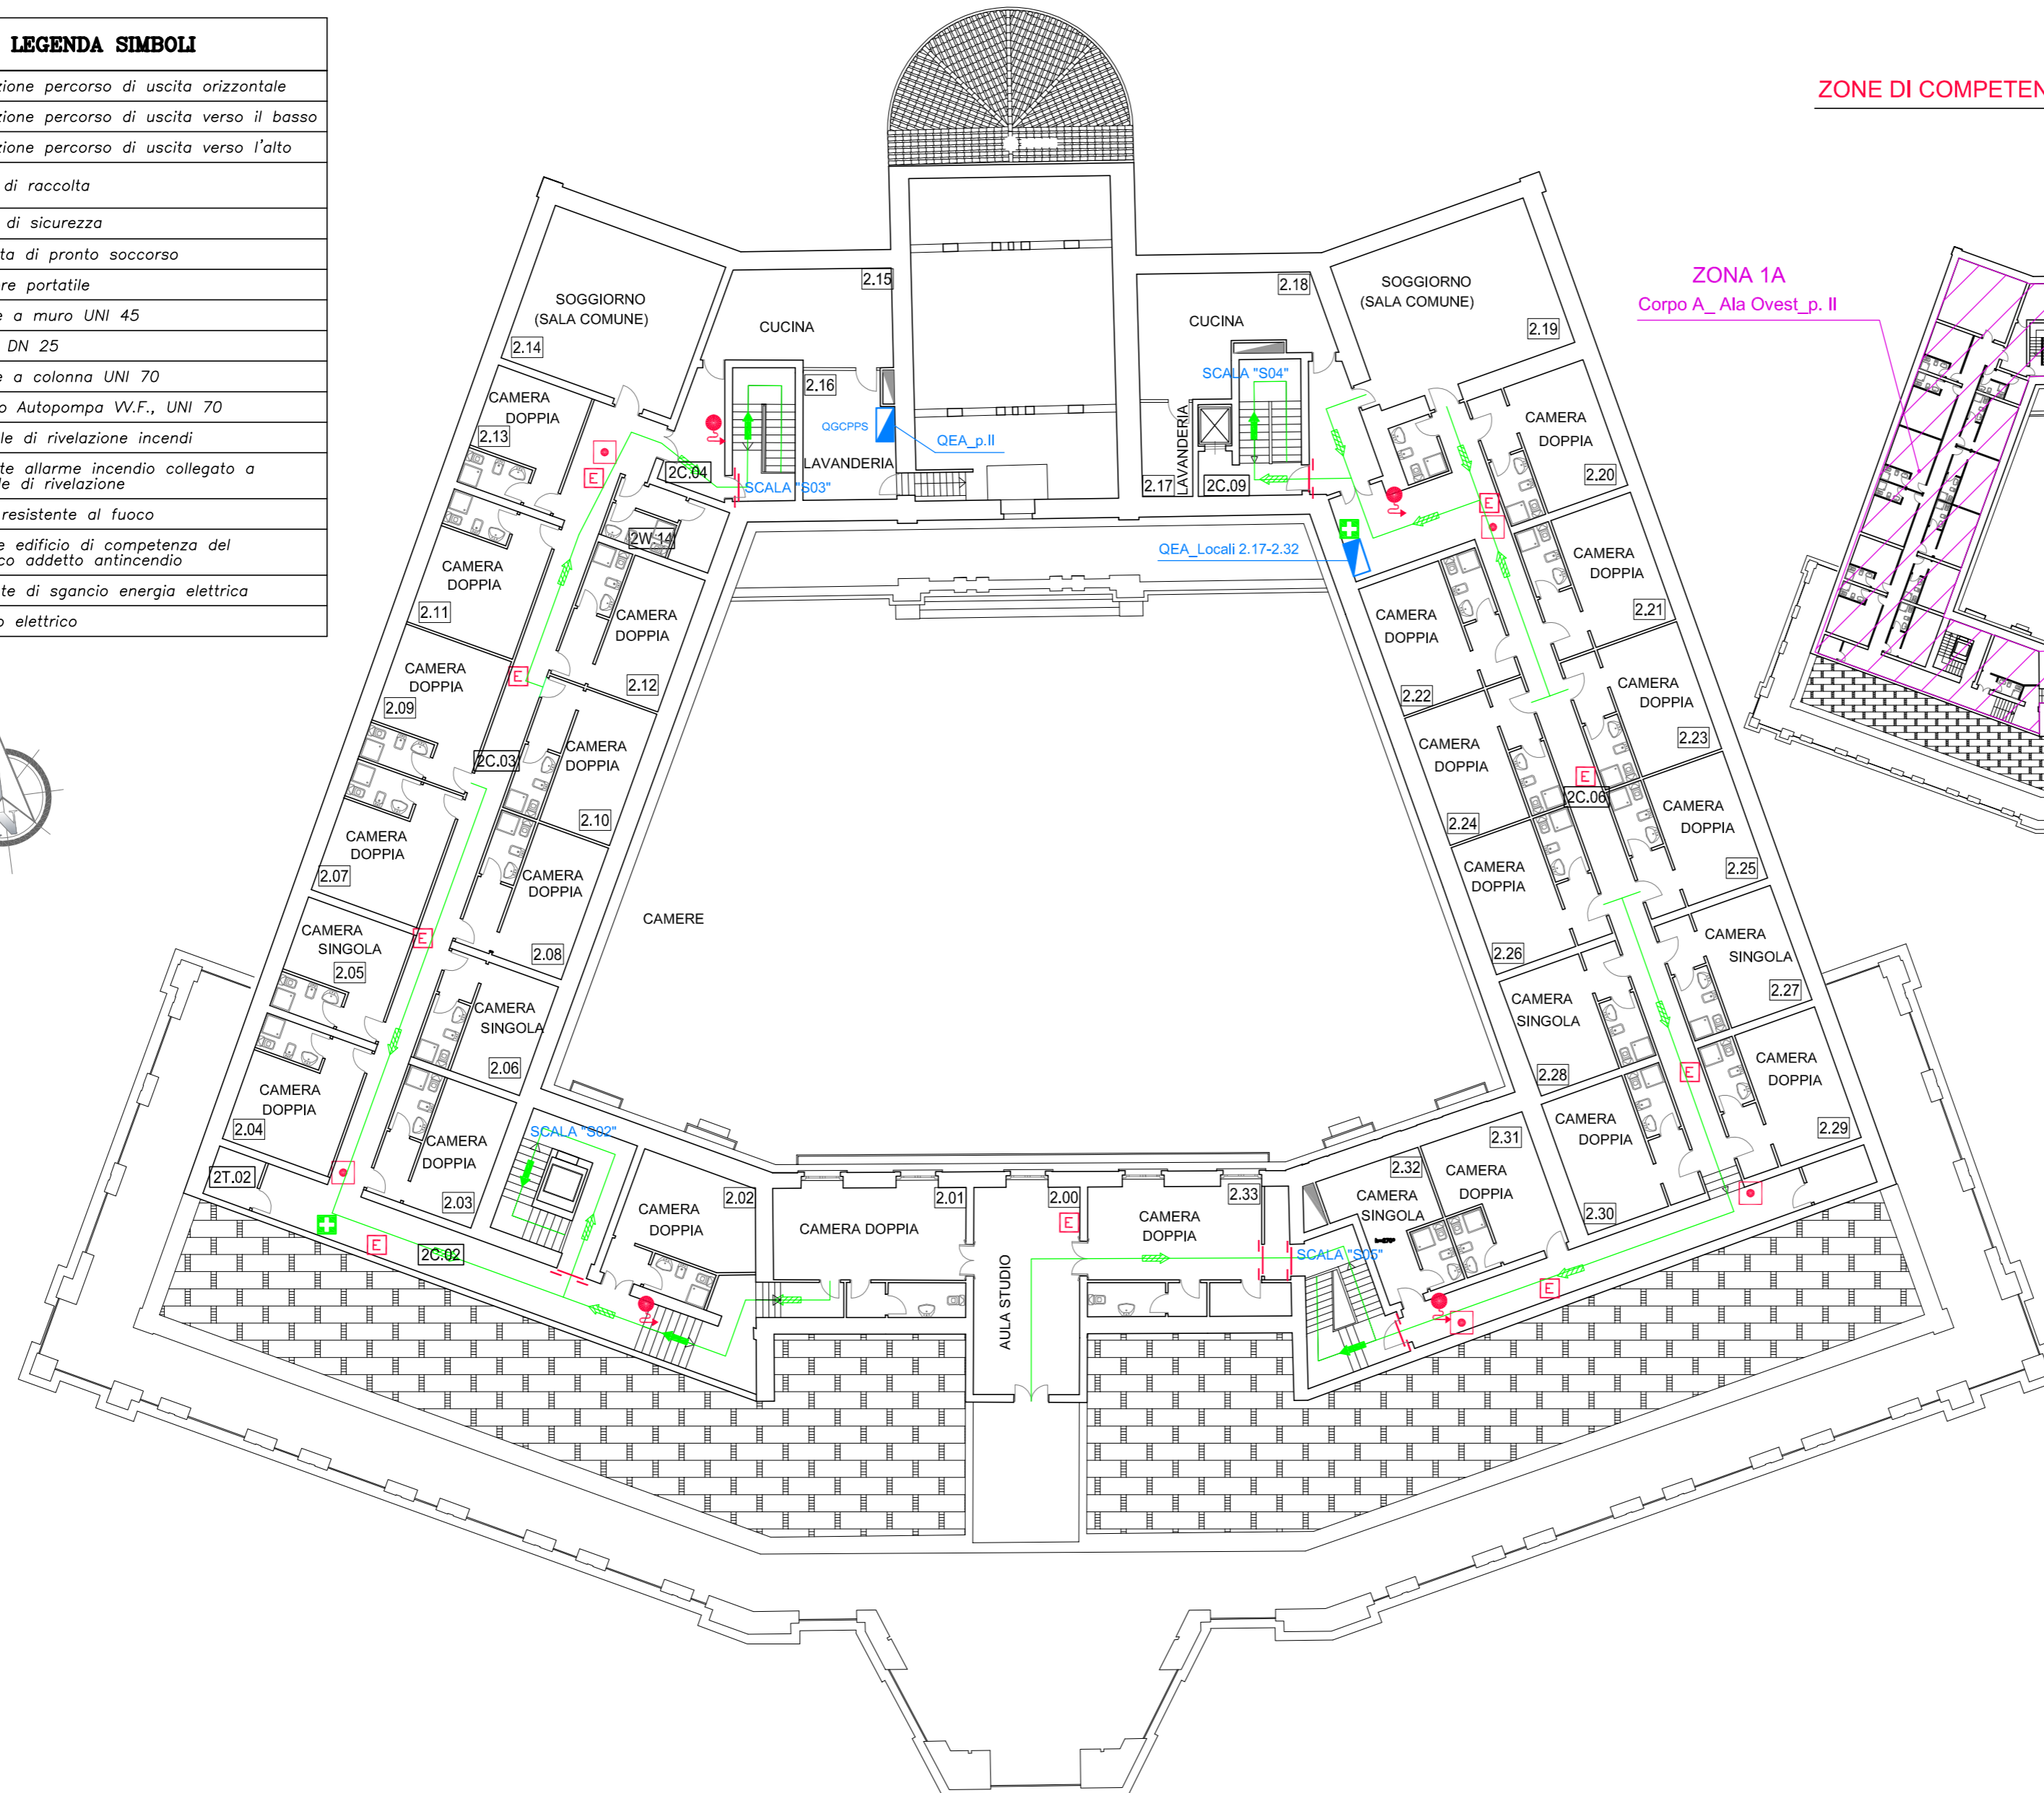 LEGENDA SIMBOLI
zione percorso di uscita orizzontale
zione percorso di uscita verso il basso
zione percorso di uscita verso l'alto
di raccolta
di sicurezza
ta di pronto soccorso
re portatile
e a muro UNI 45
DN 25
e a colonna UNI 70
o Autopompa VV.F., UNI 70
le di rivelazione incendi
te allarme incendio collegato a
le di rivelazione
resistente al fuoco
e edificio di competenza del
co addetto antincendio
te di sgancio energia elettrica
o elettrico
ZONE DI COMPETEN
ZONA 1A
Corpo A_ Ala Ovest_p. II
SOGGIORNO
(SALA COMUNE)
2.14
CUCINA
2.15
2.16
QGCPPS
QEA_p.II
LAVANDERIA
SCALA "S03"
2C.04
2W.14
CUCINA
2.18
SCALA "S04"
LAVANDERIA
2.17
2C.09
SOGGIORNO
(SALA COMUNE)
2.19
QEA_Locali 2.17-2.32
CAMERA
DOPPIA
2.13
E
CAMERA
DOPPIA
2.11
CAMERA
DOPPIA
2.12
E
CAMERA
DOPPIA
2.09
2C.03
CAMERA
DOPPIA
2.10
CAMERA
DOPPIA
2.07
CAMERA
DOPPIA
2.08
E
CAMERA
SINGOLA
2.05
CAMERA
SINGOLA
2.06
CAMERA
DOPPIA
2.04
CAMERA
DOPPIA
2.03
2T.02
E
2C.02
SCALA "S02"
CAMERA
DOPPIA
2.02
CAMERE
CAMERA DOPPIA
2.01
2.00
AULA STUDIO
E
CAMERA
DOPPIA
2.33
SCALA "S05"
CAMERA
SINGOLA
2.32
CAMERA
DOPPIA
2.31
E
CAMERA
DOPPIA
2.30
CAMERA
DOPPIA
2.29
E
CAMERA
SINGOLA
2.28
CAMERA
SINGOLA
2.27
CAMERA
DOPPIA
2.26
CAMERA
DOPPIA
2.25
2C.06
E
CAMERA
DOPPIA
2.24
CAMERA
DOPPIA
2.23
CAMERA
DOPPIA
2.22
CAMERA
DOPPIA
2.21
CAMERA
DOPPIA
2.20
E
N